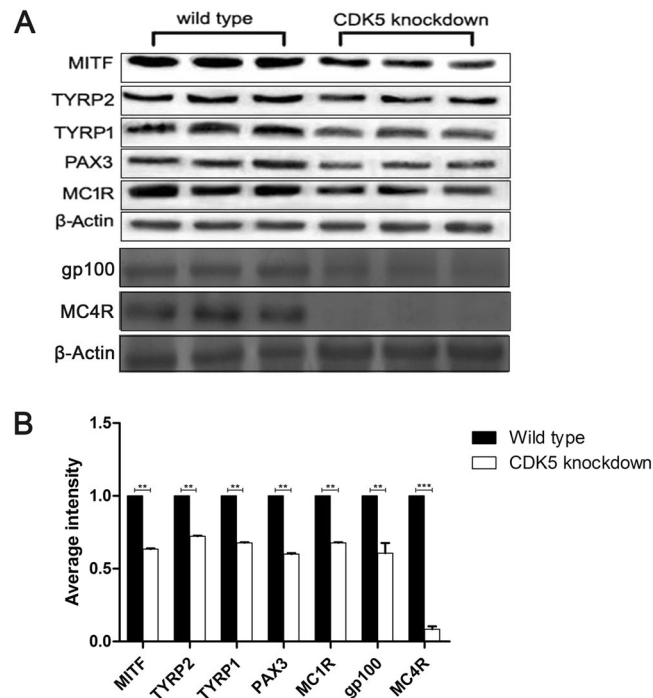 A
wild type
CDK5 knockdown
MITF
TYRP2
TYRP1
PAX3
MC1R
β-Actin
gp100
MC4R
β-Actin
B
1.5
1.0
0.5
0.0
Average intensity
** ** ** ** ** ** ***
Wild type
CDK5 knockdown
MITF TYRP2 TYRP1 PAX3 MC1R gp100 MC4R